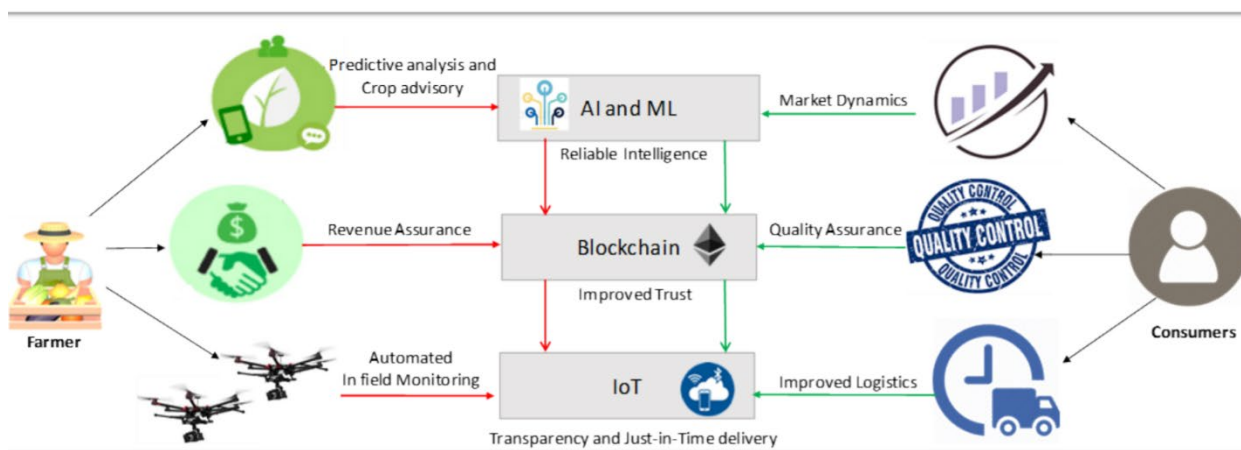 Predictive analysis and
Crop advisory
AI and ML
Market Dynamics
Reliable Intelligence
Revenue Assurance
Blockchain
Quality Assurance
QUALITY CONTROL
QUALITY CONTROL
QUALITY CONTROL
Improved Trust
Farmer
Consumers
Automated
In field Monitoring
IoT
Improved Logistics
Transparency and Just-in-Time delivery